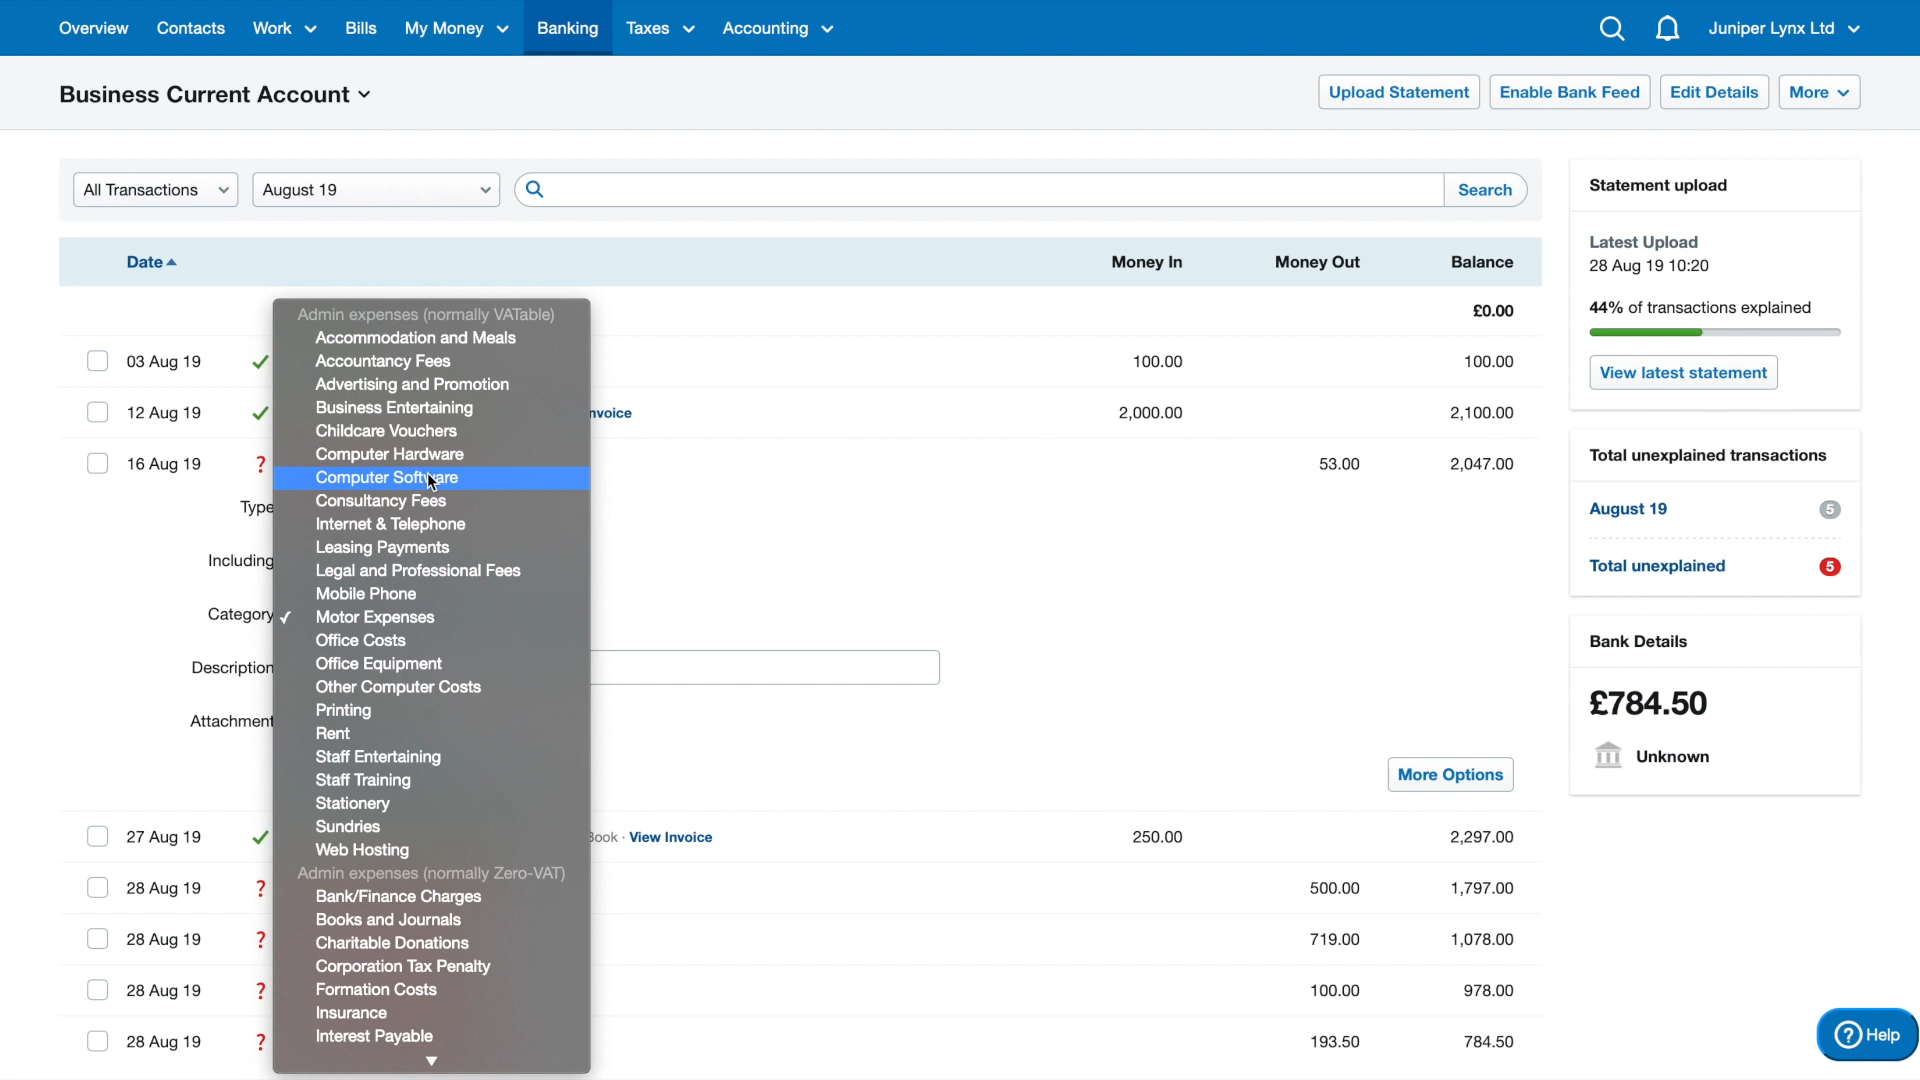 Overview Contacts Work Bills My Money Banking Taxes Accounting Juniper Lynx Ltd
Business Current Account Upload Statement Enable Bank Feed Edit Details More
All Transactions August 19 Search
Date Money In Money Out Balance
£0.00
03 Aug 19 100.00 100.00
12 Aug 19 nvoice 2,000.00 2,100.00
16 Aug 19 ? 53.00 2,047.00
Type
Including
Category
Description
Attachment
More Options
27 Aug 19 Book · View Invoice 250.00 2,297.00
28 Aug 19 ? 500.00 1,797.00
28 Aug 19 ? 719.00 1,078.00
28 Aug 19 ? 100.00 978.00
28 Aug 19 ? 193.50 784.50
Admin expenses (normally VATable)
Accommodation and Meals
Accountancy Fees
Advertising and Promotion
Business Entertaining
Childcare Vouchers
Computer Hardware
Computer Software
Consultancy Fees
Internet & Telephone
Leasing Payments
Legal and Professional Fees
Mobile Phone
✓ Motor Expenses
Office Costs
Office Equipment
Other Computer Costs
Printing
Rent
Staff Entertaining
Staff Training
Stationery
Sundries
Web Hosting
Admin expenses (normally Zero-VAT)
Bank/Finance Charges
Books and Journals
Charitable Donations
Corporation Tax Penalty
Formation Costs
Insurance
Interest Payable
Statement upload
Latest Upload
28 Aug 19 10:20
44% of transactions explained
View latest statement
Total unexplained transactions
August 19 5
Total unexplained 5
Bank Details
£784.50
Unknown
? Help